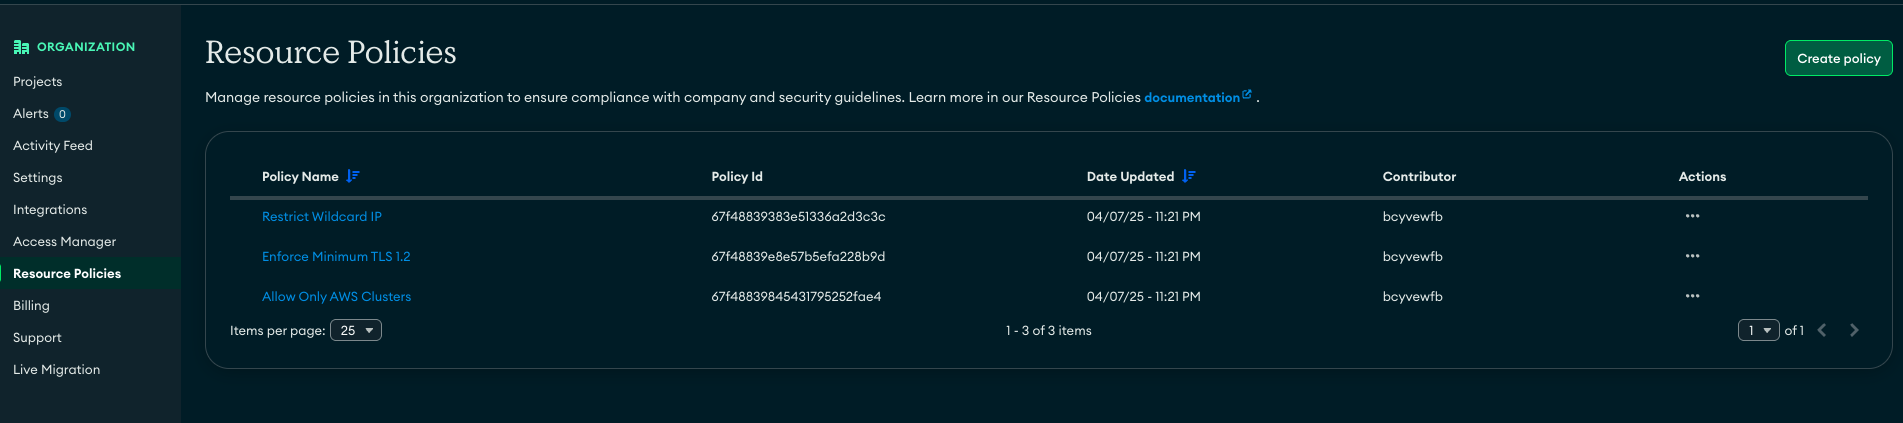 ORGANIZATION
Projects
Alerts 0
Activity Feed
Settings
Integrations
Access Manager
Resource Policies
Billing
Support
Live Migration
Resource Policies
Create policy
Manage resource policies in this organization to ensure compliance with company and security guidelines. Learn more in our Resource Policies documentation .
Policy Name Policy Id Date Updated Contributor Actions
Restrict Wildcard IP 67f48839383e51336a2d3c3c 04/07/25 - 11:21 PM bcyvewfb •••
Enforce Minimum TLS 1.2 67f48839e8e57b5efa228b9d 04/07/25 - 11:21 PM bcyvewfb •••
Allow Only AWS Clusters 67f48839845431795252fae4 04/07/25 - 11:21 PM bcyvewfb •••
Items per page: 25 1 - 3 of 3 items 1 of 1